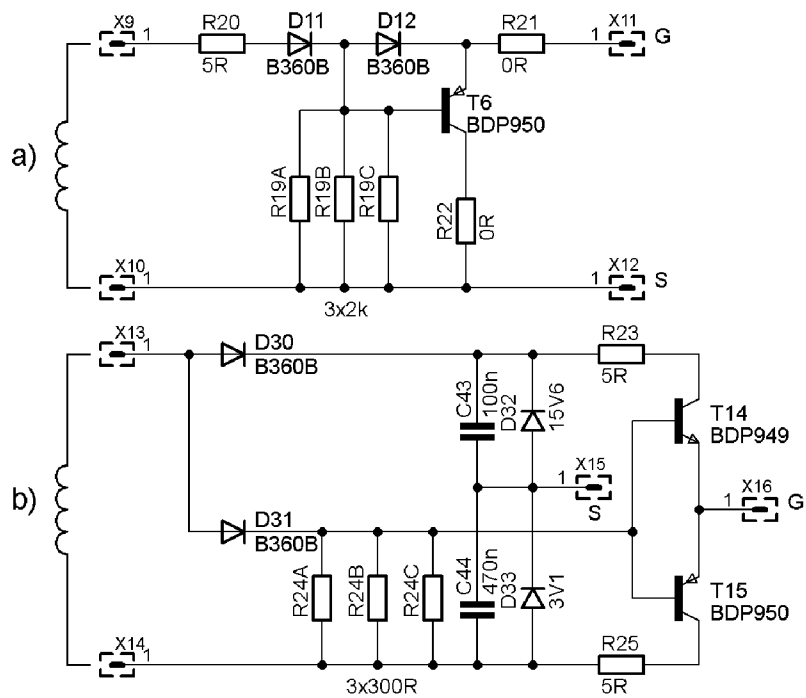 X9 1 R20 5R D11 B360B D12 B360B R21 0R X11 1 G
T6
BDP950
a)
R19A R19B R19C R22 0R
X10 1 X12 1 S
3x2k
X13 1 D30 B360B R23 5R
C43 100n D32 15V6
T14
BDP949
X15 1 S
X16 1 G
b)
D31
B360B
R24A R24B R24C C44 470n D33 3V1
T15
BDP950
X14 1 R25 5R
3x300R